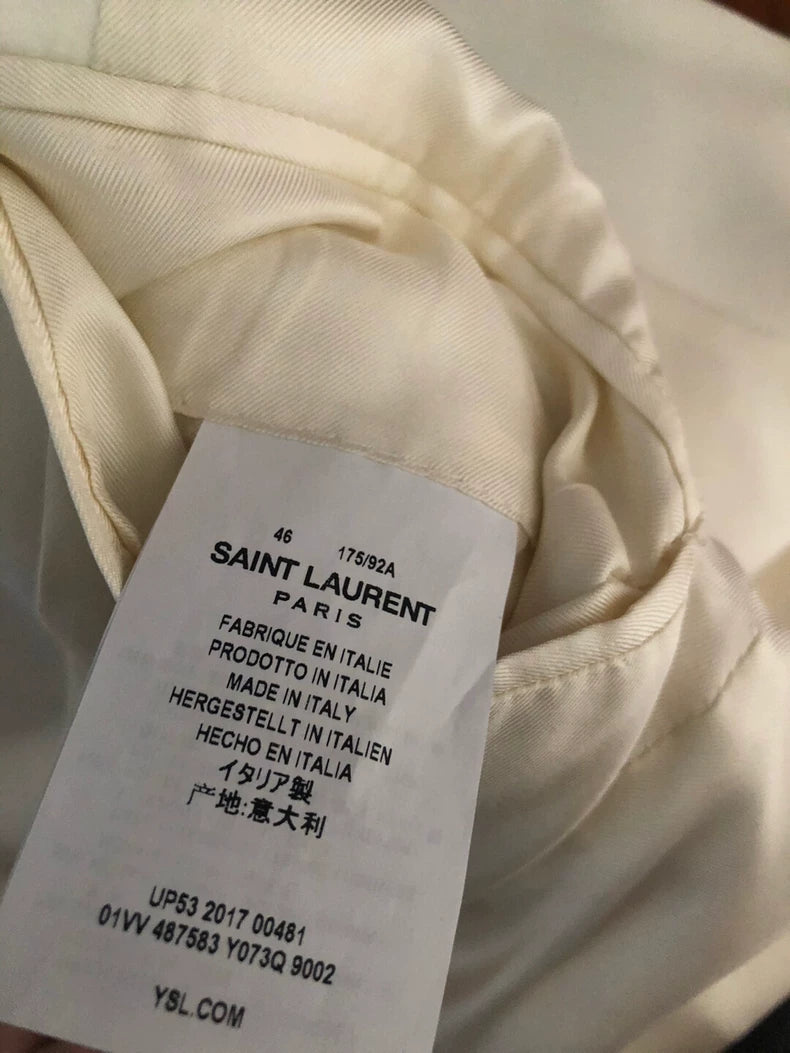 46 175/92A
SAINT LAURENT
PARIS
FABRIQUE EN ITALIE
PRODOTTO IN ITALIA
MADE IN ITALY
HERGESTELLT IN ITALIEN
HECHO EN ITALIA
イタリア製
产地:意大利
UP53 2017 00481
01VV 487583 Y073Q 9002
YSL.COM